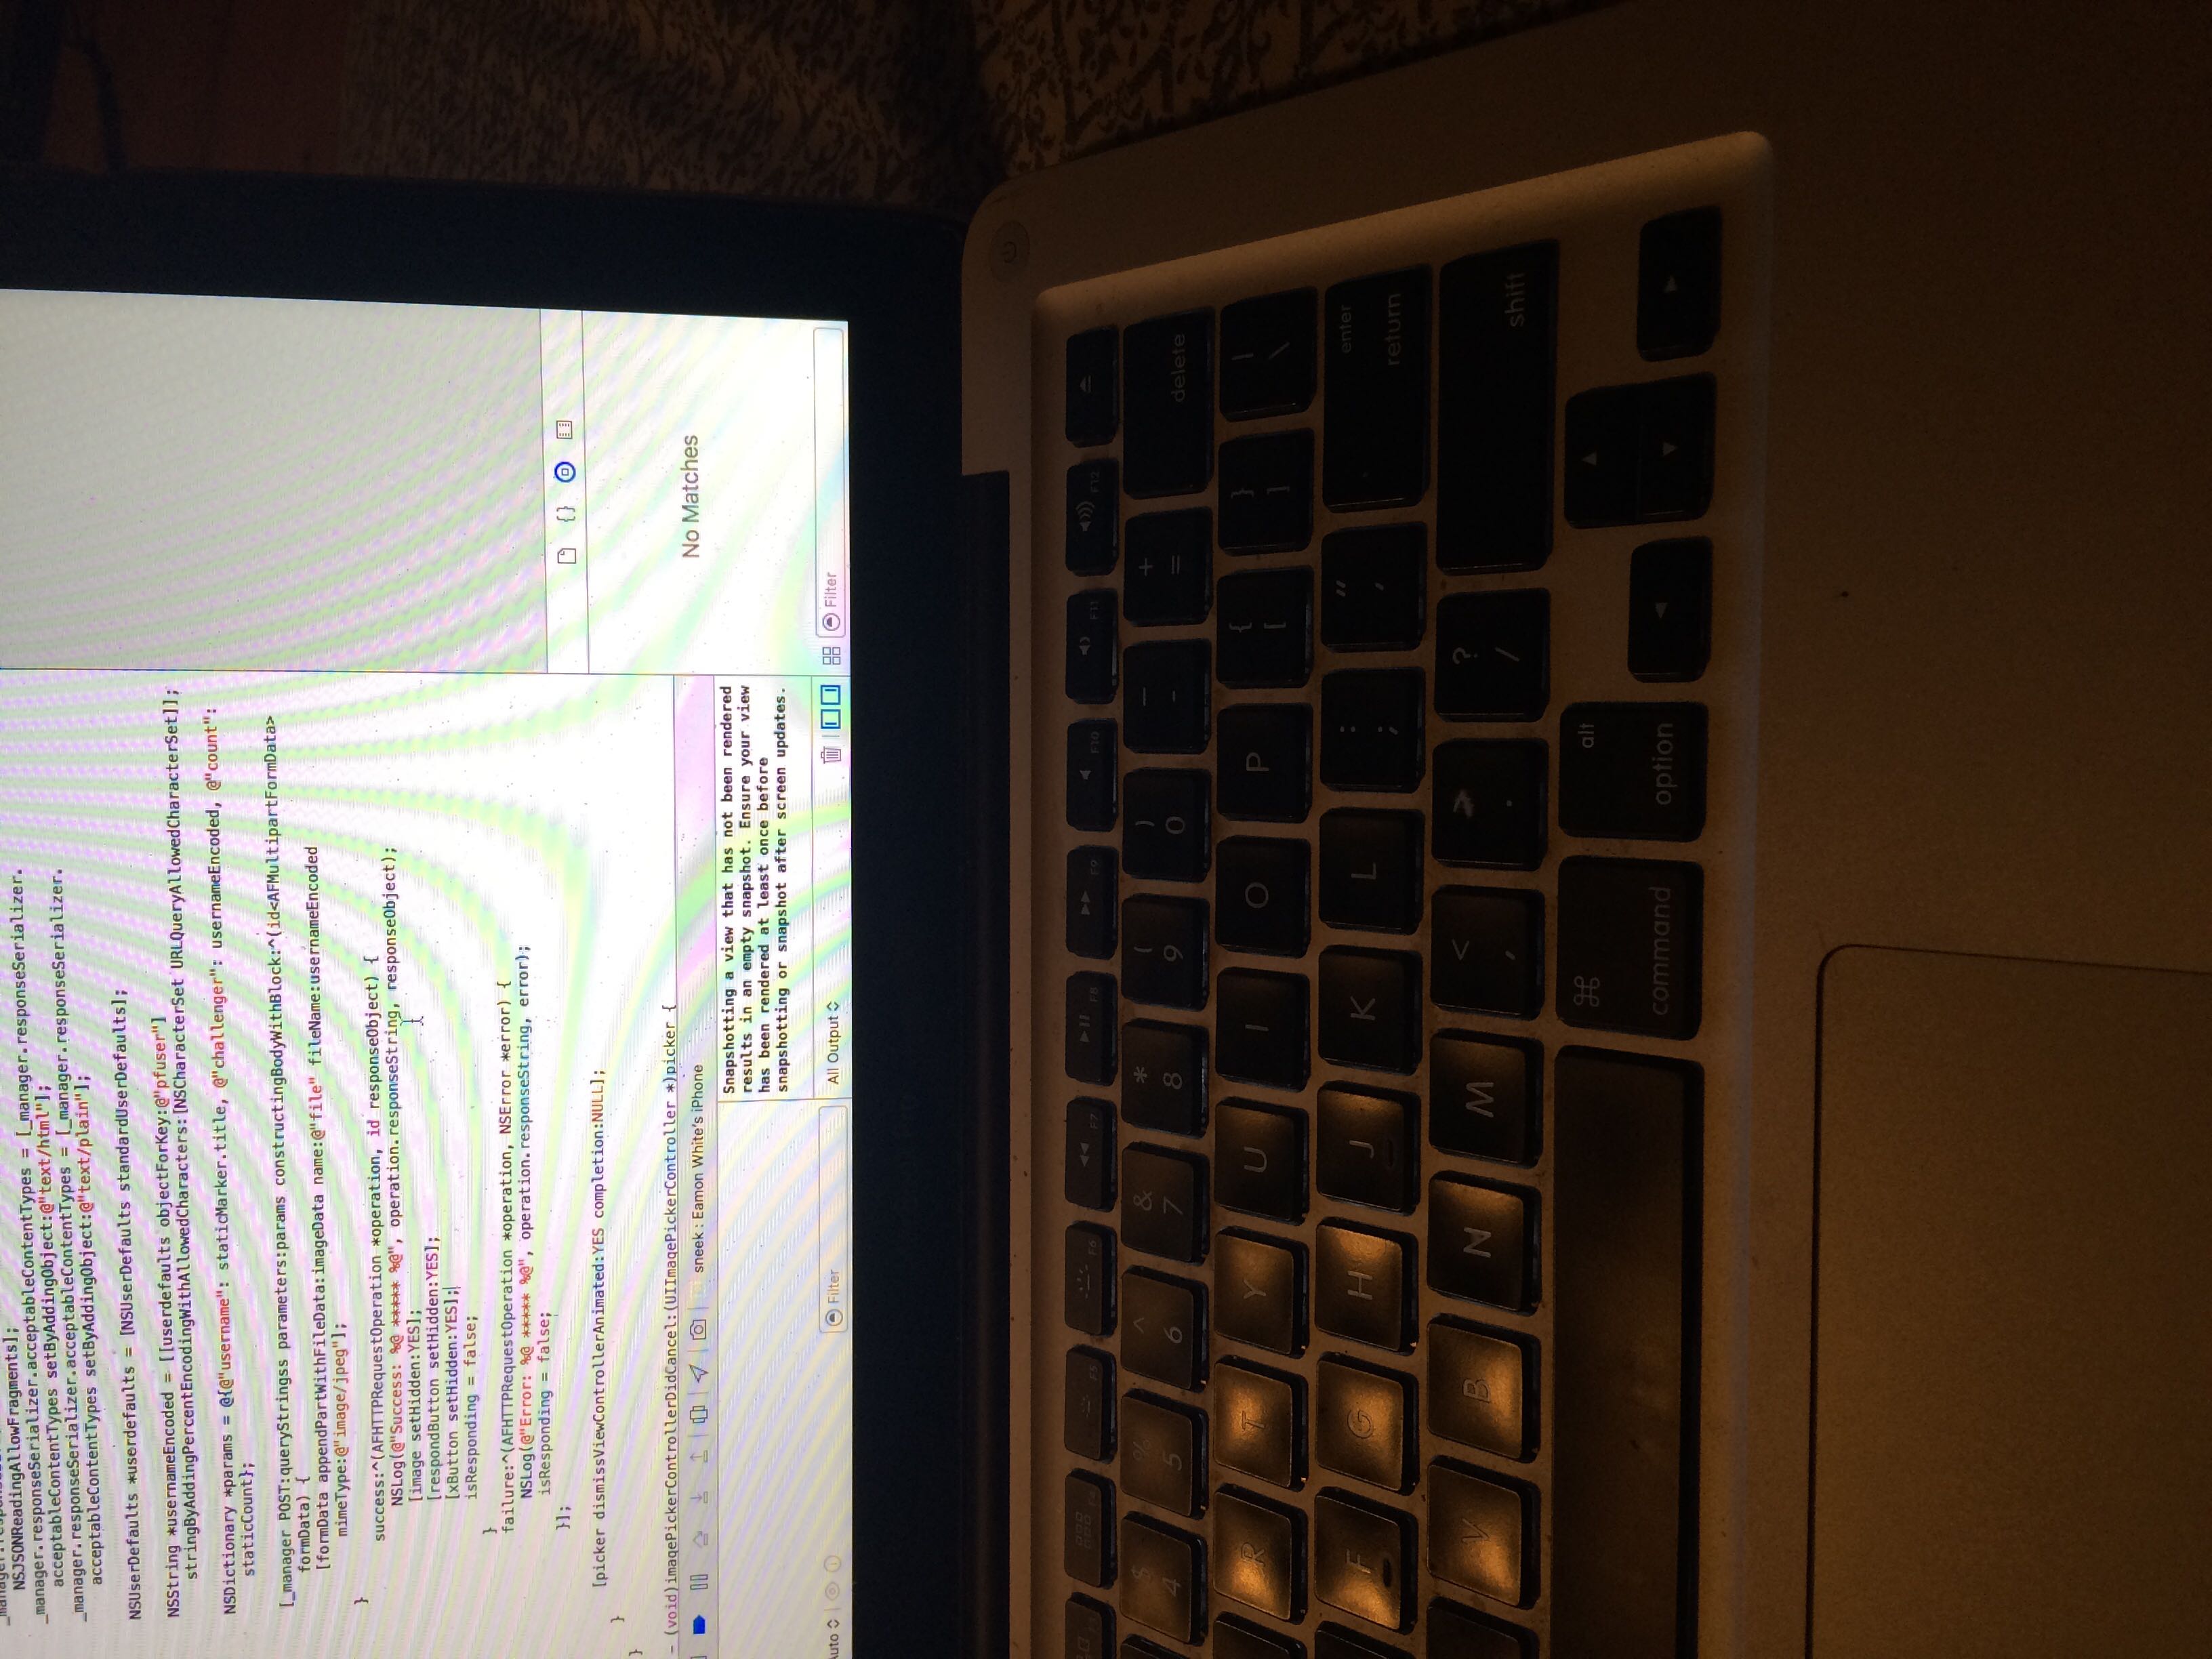 NSJSONReadingAllowFragments];
_manager.responseSerializer.acceptableContentTypes = [_manager.responseSerializer.
acceptableContentTypes setByAddingObject:@"text/html"];
_manager.responseSerializer.acceptableContentTypes = [_manager.responseSerializer.
acceptableContentTypes setByAddingObject:@"text/plain"];
NSUserDefaults *userdefaults = [NSUserDefaults standardUserDefaults];
NSString *usernameEncoded = [[userdefaults objectForKey:@"pfuser"]
stringByAddingPercentEncodingWithAllowedCharacters:[NSCharacterSet URLQueryAllowedCharacterSet]];
NSDictionary *params = @{@"username": staticMarker.title, @"challenger": usernameEncoded, @"count":
staticCount};
[_manager POST:queryStringss parameters:params constructingBodyWithBlock:^(id<AFMultipartFormData>
formData) {
[formData appendPartWithFileData:imageData name:@"file" fileName:usernameEncoded
mimeType:@"image/jpeg"];
}
success:^(AFHTTPRequestOperation *operation, id responseObject) {
NSLog(@"Success: %@ ***** %@", operation.responseString, responseObject);
[image setHidden:YES];
[respondButton setHidden:YES];
[xButton setHidden:YES];
isResponding = false;
}
failure:^(AFHTTPRequestOperation *operation, NSError *error) {
NSLog(@"Error: %@ ***** %@", operation.responseString, error);
isResponding = false;
}];
[picker dismissViewControllerAnimated:YES completion:NULL];
}
}
- (void)imagePickerControllerDidCancel:(UIImagePickerController *)picker {
sneek : Eamon White's iPhone
No Matches
Snapshotting a view that has not been rendered
results in an empty snapshot. Ensure your view
has been rendered at least once before
snapshotting or snapshot after screen updates.
Auto
Filter
All Output
Filter
F4 F5 F6 F7 F8 F9 F10 F11 F12
$ % ^ & * ( ) — +
4 5 6 7 8 9 0 - = delete
R T Y U I O P { [ } ] | \
F G H J K L : ; " ' enter return
V B N M < , > . ? / shift
⌘ command alt option